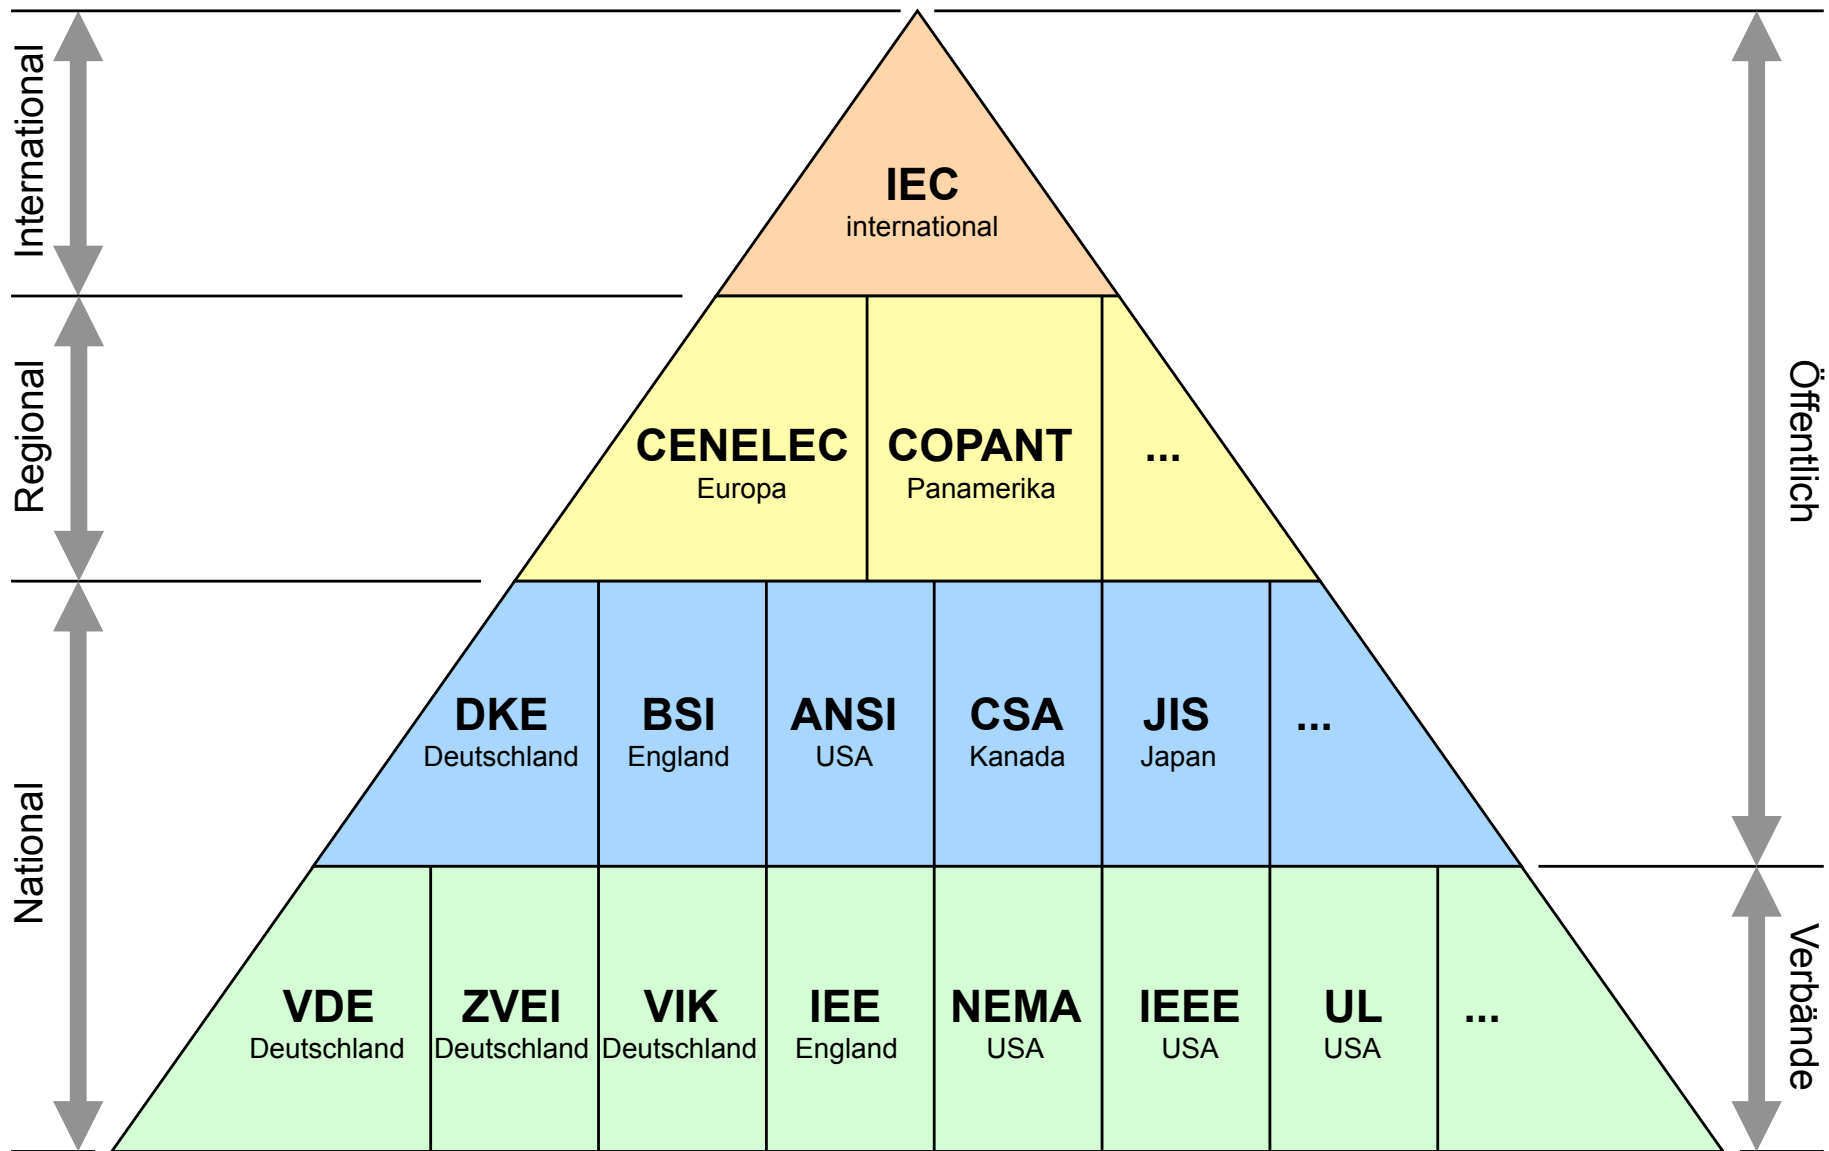 International
IEC
international
Regional
CENELEC
Europa
COPANT
Panamerika
...
Öffentlich
National
DKE
Deutschland
BSI
England
ANSI
USA
CSA
Kanada
JIS
Japan
...
VDE
Deutschland
ZVEI
Deutschland
VIK
Deutschland
IEE
England
NEMA
USA
IEEE
USA
UL
USA
...
Verbände